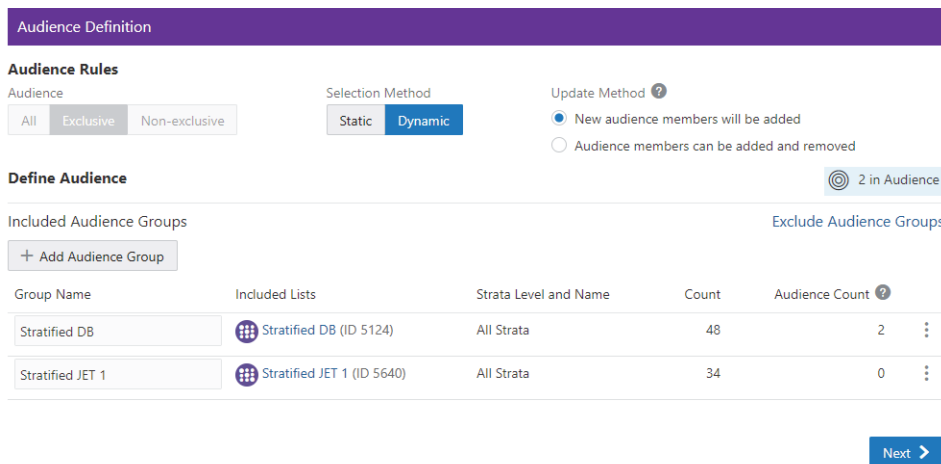 Audience Definition
Audience Rules
Audience Selection Method Update Method ?
All Exclusive Non-exclusive Static Dynamic New audience members will be added
Audience members can be added and removed
Define Audience 2 in Audience
Included Audience Groups Exclude Audience Groups
+ Add Audience Group
Group Name Included Lists Strata Level and Name Count Audience Count ?
Stratified DB Stratified DB (ID 5124) All Strata 48 2
Stratified JET 1 Stratified JET 1 (ID 5640) All Strata 34 0
Next